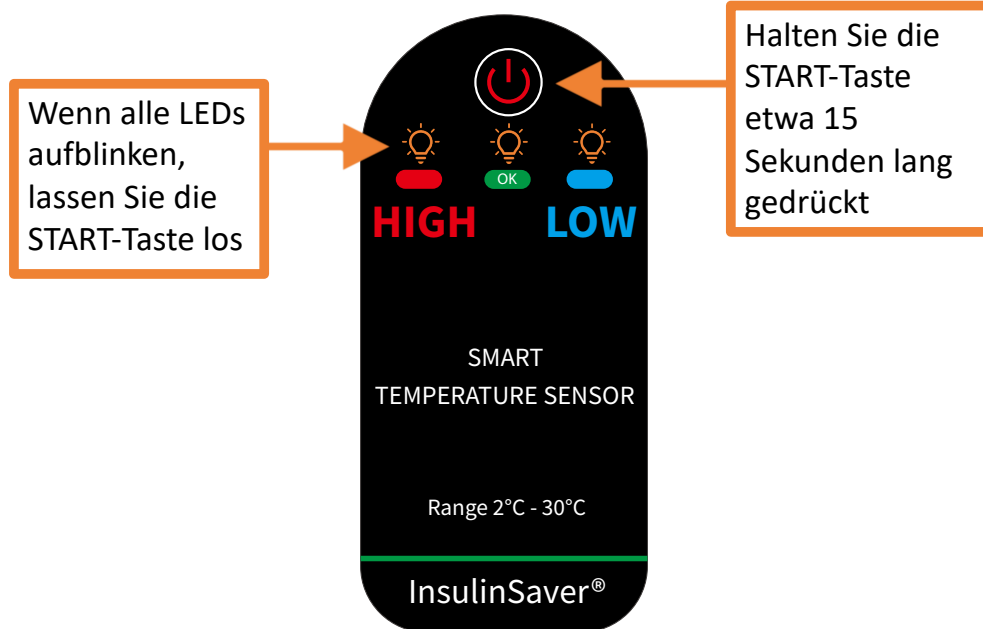 Wenn alle LEDs
aufblinken,
lassen Sie die
START-Taste los
Halten Sie die
START-Taste
etwa 15
Sekunden lang
gedrückt
OK
HIGH
LOW
SMART
TEMPERATURE SENSOR
Range 2°C - 30°C
InsulinSaver®